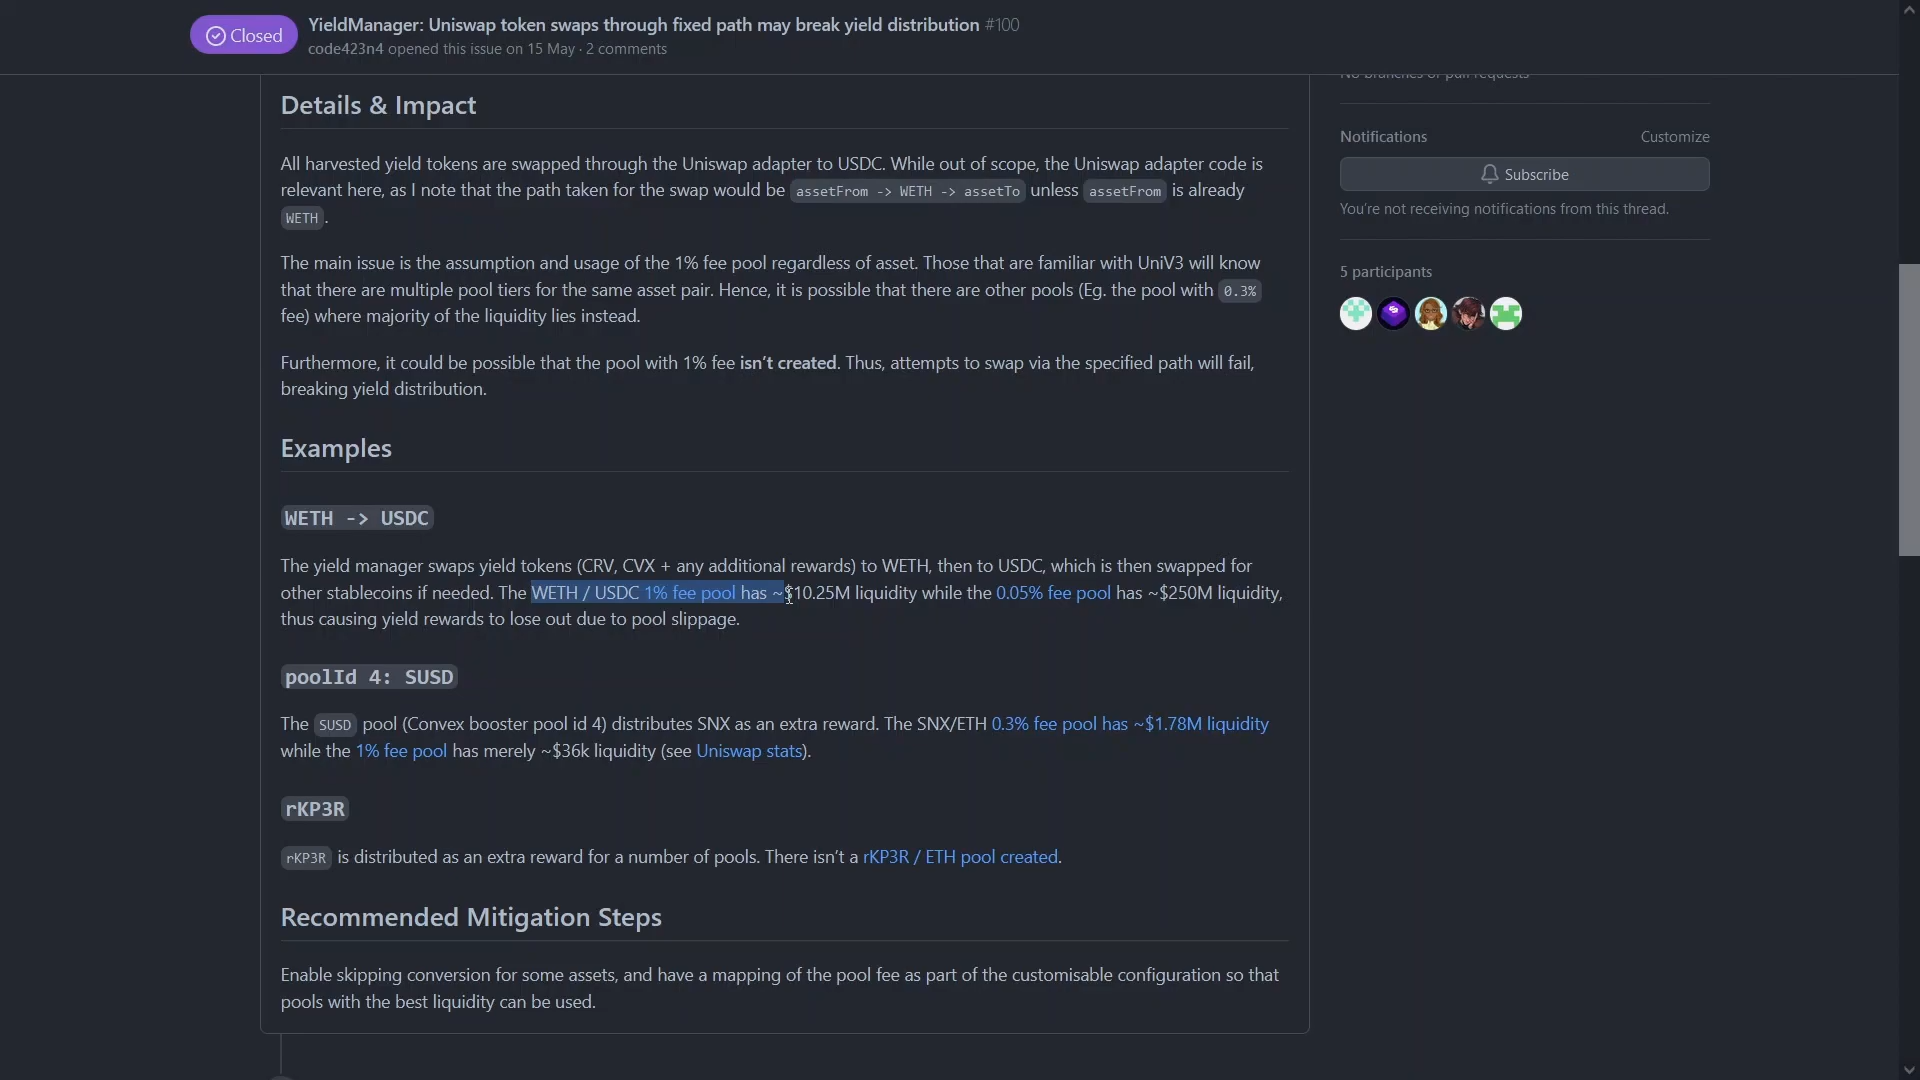 Closed
YieldManager: Uniswap token swaps through fixed path may break yield distribution #100
code423n4 opened this issue on 15 May · 2 comments
No branches or pull requests
Details & Impact
All harvested yield tokens are swapped through the Uniswap adapter to USDC. While out of scope, the Uniswap adapter code is
relevant here, as I note that the path taken for the swap would be assetFrom -> WETH -> assetTo unless assetFrom is already
WETH.
The main issue is the assumption and usage of the 1% fee pool regardless of asset. Those that are familiar with UniV3 will know
that there are multiple pool tiers for the same asset pair. Hence, it is possible that there are other pools (Eg. the pool with 0.3%
fee) where majority of the liquidity lies instead.
Furthermore, it could be possible that the pool with 1% fee isn’t created. Thus, attempts to swap via the specified path will fail,
breaking yield distribution.
Examples
WETH -> USDC
The yield manager swaps yield tokens (CRV, CVX + any additional rewards) to WETH, then to USDC, which is then swapped for
other stablecoins if needed. The WETH / USDC 1% fee pool has ~$10.25M liquidity while the 0.05% fee pool has ~$250M liquidity,
thus causing yield rewards to lose out due to pool slippage.
poolId 4: SUSD
The SUSD pool (Convex booster pool id 4) distributes SNX as an extra reward. The SNX/ETH 0.3% fee pool has ~$1.78M liquidity
while the 1% fee pool has merely ~$36k liquidity (see Uniswap stats).
rKP3R
rKP3R is distributed as an extra reward for a number of pools. There isn’t a rKP3R / ETH pool created.
Recommended Mitigation Steps
Enable skipping conversion for some assets, and have a mapping of the pool fee as part of the customisable configuration so that
pools with the best liquidity can be used.
Notifications
Customize
Subscribe
You’re not receiving notifications from this thread.
5 participants